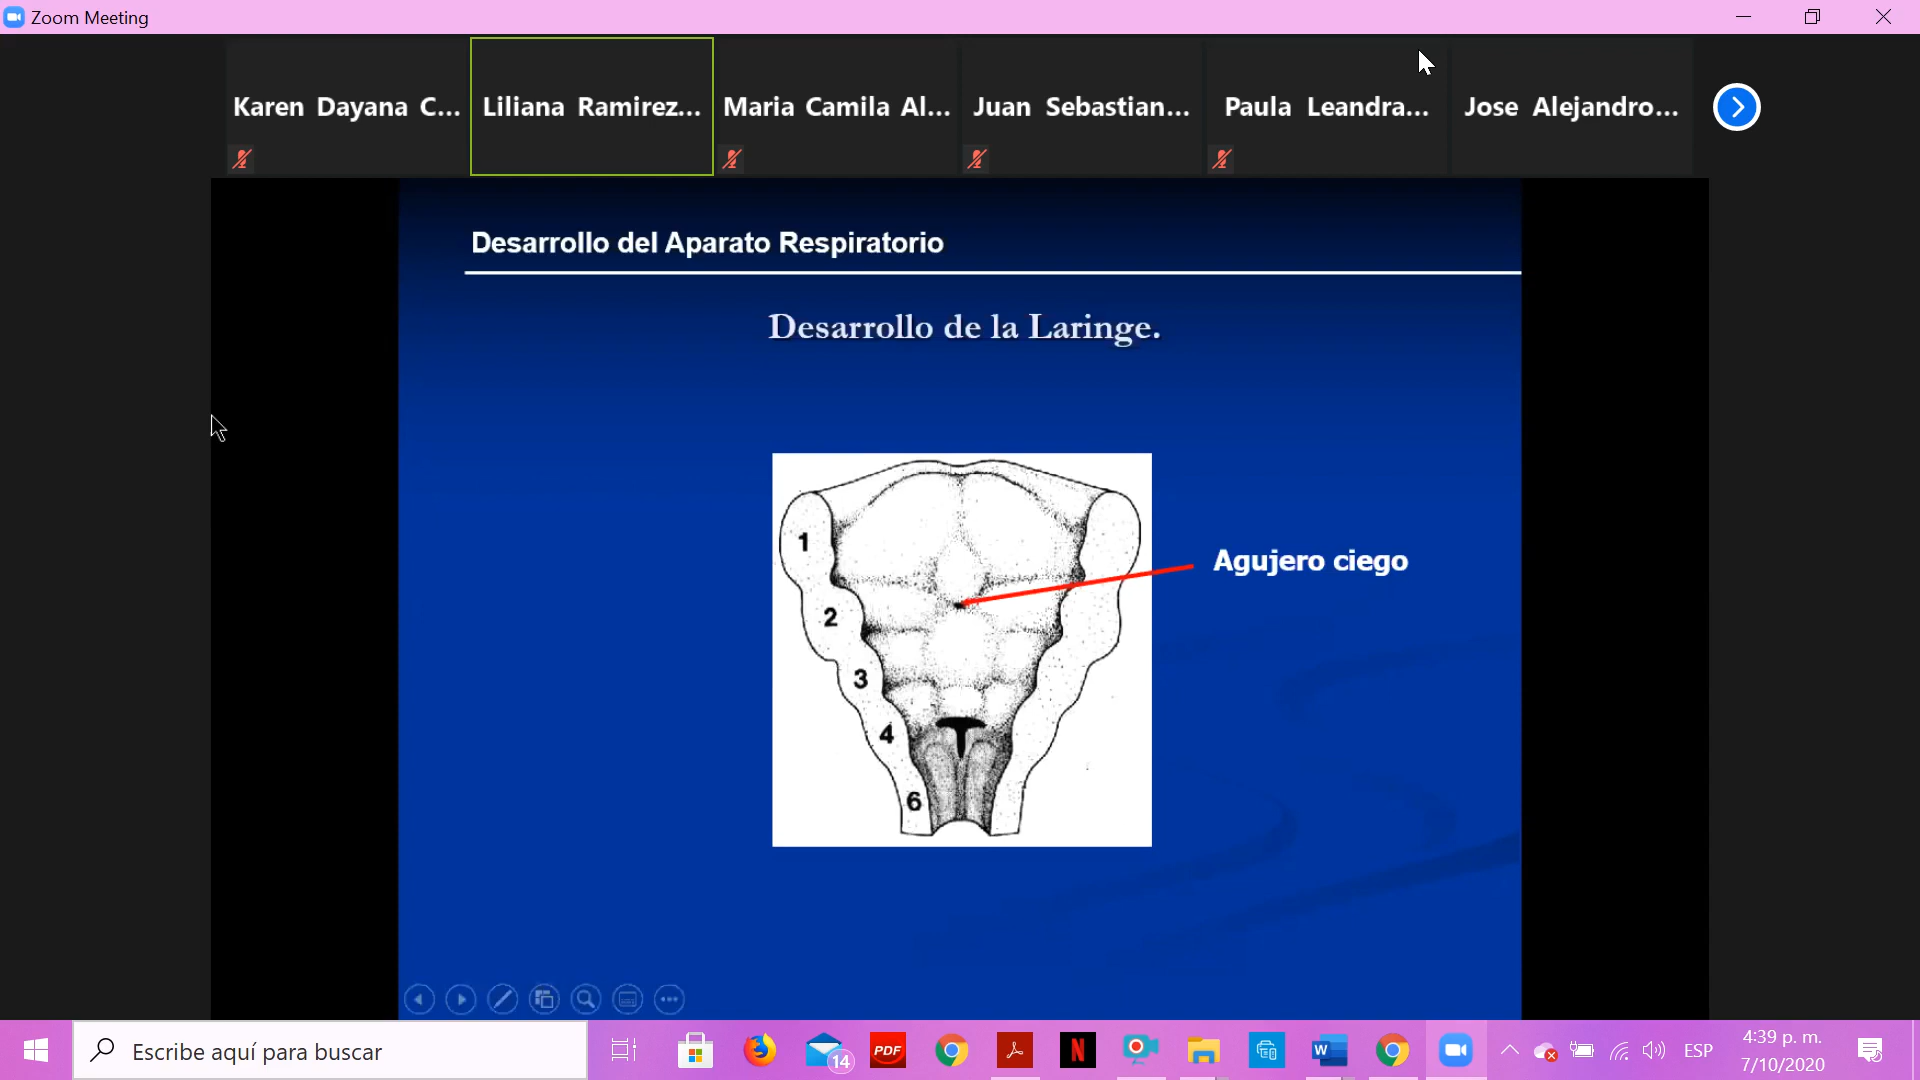 Zoom Meeting
Karen Dayana C...
Liliana Ramirez...
Maria Camila Al...
Juan Sebastian...
Paula Leandra...
Jose Alejandro...
Desarrollo del Aparato Respiratorio
Desarrollo de la Laringe.
1
Agujero ciego
2
3
4
6
Escribe aquí para buscar
14
PDF
N
W
ESP
4:39 p. m.
7/10/2020